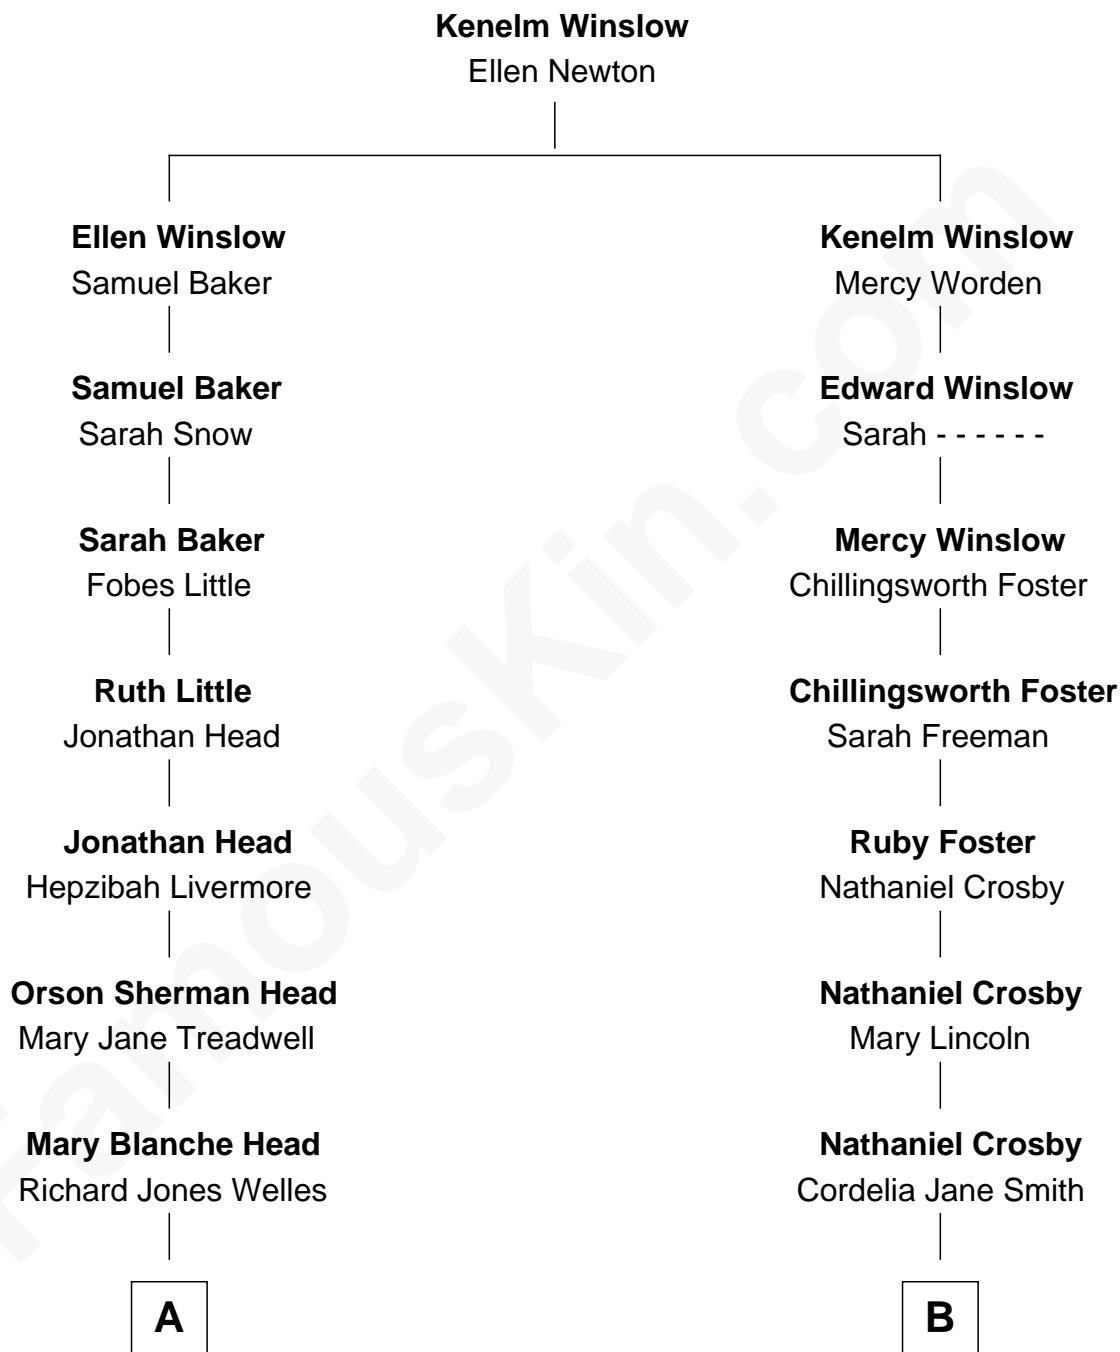 Kenelm Winslow
Ellen Newton
Ellen Winslow
Samuel Baker
Kenelm Winslow
Mercy Worden
Samuel Baker
Sarah Snow
Edward Winslow
Sarah - - - - - -
Sarah Baker
Fobes Little
Mercy Winslow
Chillingsworth Foster
Ruth Little
Jonathan Head
Chillingsworth Foster
Sarah Freeman
Jonathan Head
Hepzibah Livermore
Ruby Foster
Nathaniel Crosby
Orson Sherman Head
Mary Jane Treadwell
Nathaniel Crosby
Mary Lincoln
Mary Blanche Head
Richard Jones Welles
Nathaniel Crosby
Cordelia Jane Smith
A
B
FamousKin.com